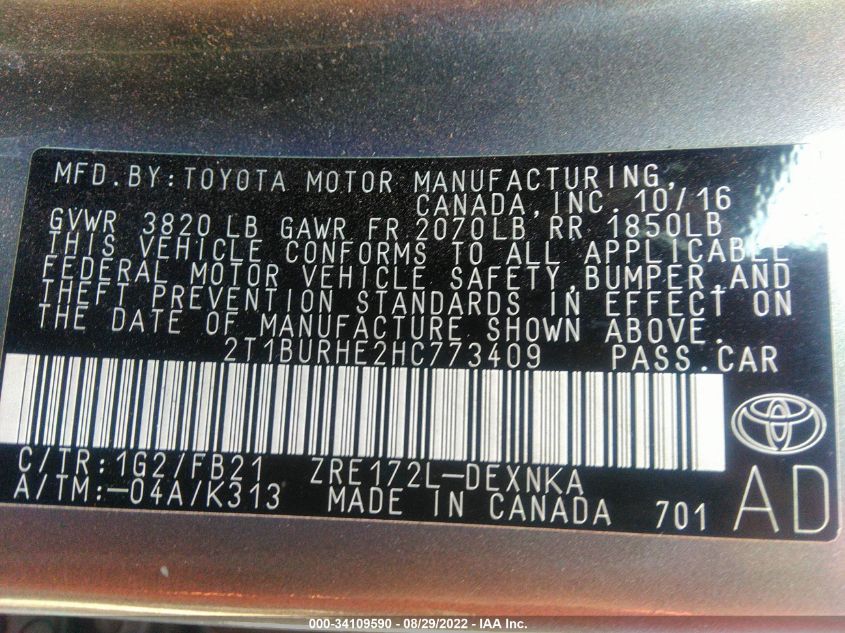 MFD.BY:TOYOTA MOTOR MANUFACTURING,
CANADA,INC. 10/16
GVWR 3820 LB GAWR FR 2070LB RR 1850LB
THIS VEHICLE CONFORMS TO ALL APPLICABLE
FEDERAL MOTOR VEHICLE SAFETY,BUMPER,AND
THEFT PREVENTION STANDARDS IN EFFECT ON
THE DATE OF MANUFACTURE SHOWN ABOVE.
2T1BURHE2HC773409 PASS.CAR
C/TR:1G2/FB21 ZRE172L-DEXNKA
A/TM:-04A/K313 MADE IN CANADA 701 AD
000-34109590 - 08/29/2022 - IAA Inc.